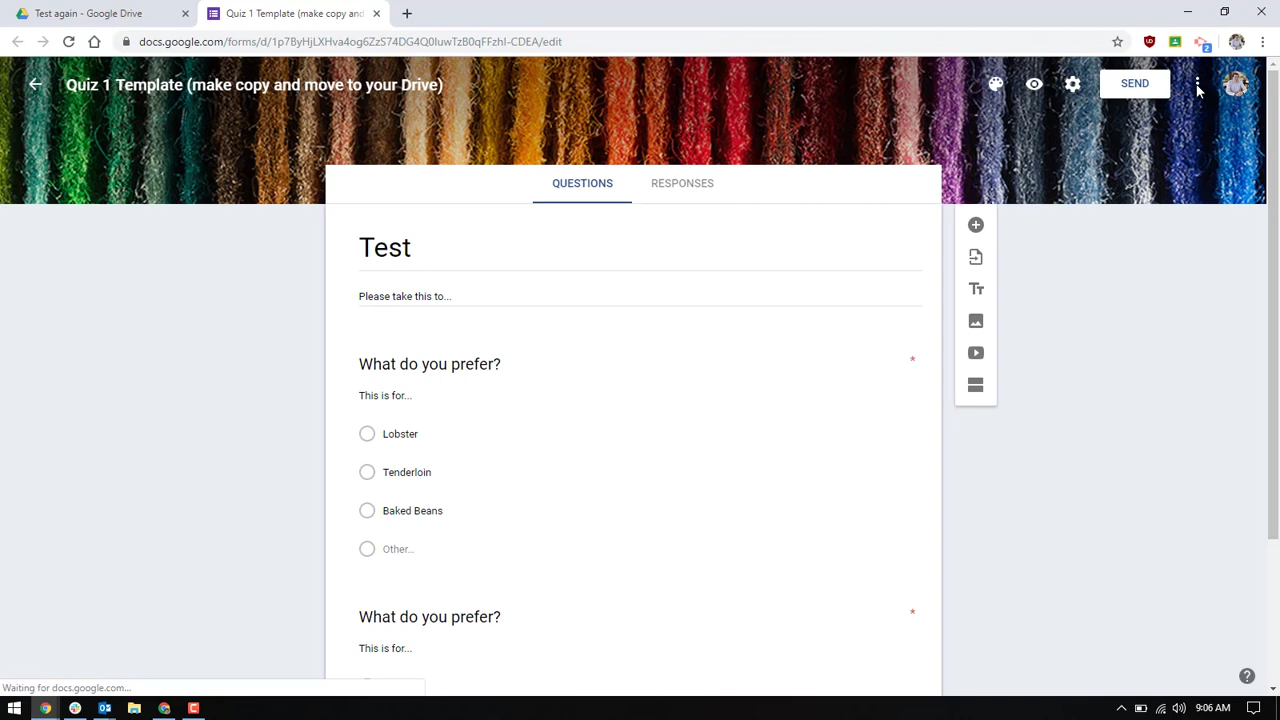 Test again - Google Drive
Quiz 1 Template (make copy and
docs.google.com/forms/d/1p7ByHjLXHva4og6ZzS74DG4Q0luwTzB0qFFzhI-CDEA/edit
2
Quiz 1 Template (make copy and move to your Drive)
SEND
QUESTIONS
RESPONSES
Test
Please take this to...
What do you prefer?
*
This is for...
Lobster
Tenderloin
Baked Beans
Other...
What do you prefer?
*
This is for...
Waiting for docs.google.com...
9:06 AM